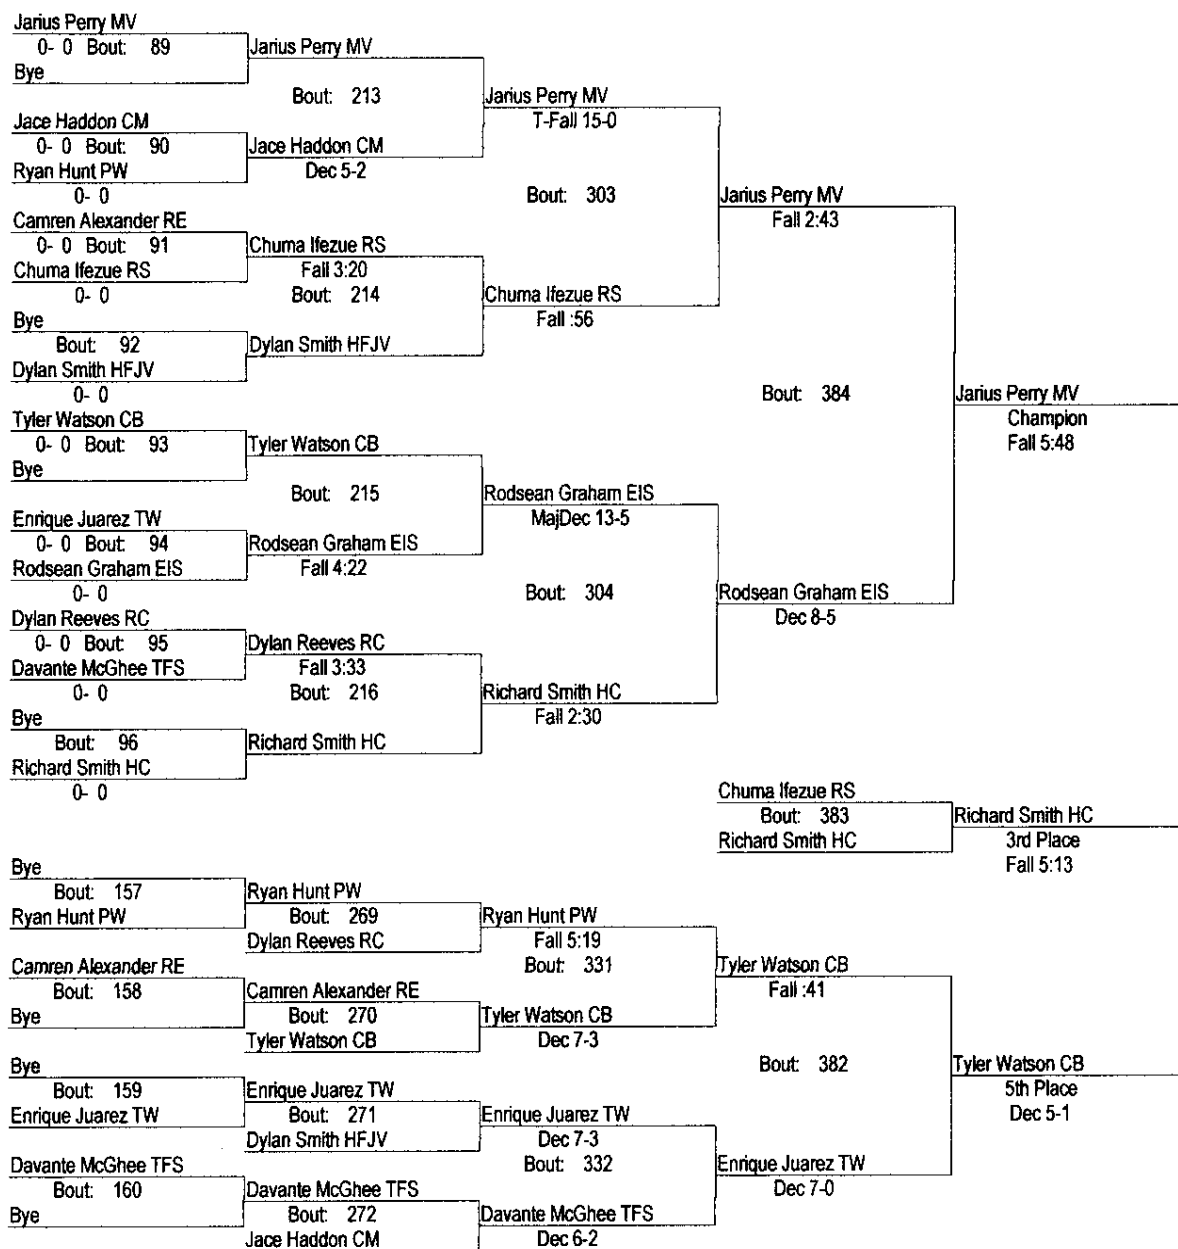 Jarius Perry MV
0- 0 Bout: 89
Bye
Jarius Perry MV
Bout: 213
Jace Haddon CM
0- 0 Bout: 90
Ryan Hunt PW
0- 0
Jace Haddon CM
Dec 5-2
Jarius Perry MV
T-Fall 15-0
Bout: 303
Camren Alexander RE
0- 0 Bout: 91
Chuma Ifezue RS
0- 0
Chuma Ifezue RS
Fall 3:20
Bout: 214
Bye
Bout: 92
Dylan Smith HFJV
0- 0
Dylan Smith HFJV
Chuma Ifezue RS
Fall :56
Jarius Perry MV
Fall 2:43
Bout: 384
Tyler Watson CB
0- 0 Bout: 93
Bye
Tyler Watson CB
Bout: 215
Enrique Juarez TW
0- 0 Bout: 94
Rodsean Graham EIS
0- 0
Rodsean Graham EIS
Fall 4:22
Rodsean Graham EIS
MajDec 13-5
Bout: 304
Dylan Reeves RC
0- 0 Bout: 95
Davante McGhee TFS
0- 0
Dylan Reeves RC
Fall 3:33
Bout: 216
Bye
Bout: 96
Richard Smith HC
0- 0
Richard Smith HC
Richard Smith HC
Fall 2:30
Rodsean Graham EIS
Dec 8-5
Jarius Perry MV
Champion
Fall 5:48
Chuma Ifezue RS
Bout: 383
Richard Smith HC
Richard Smith HC
3rd Place
Fall 5:13
Bye
Bout: 157
Ryan Hunt PW
Ryan Hunt PW
Bout: 269
Dylan Reeves RC
Ryan Hunt PW
Fall 5:19
Bout: 331
Camren Alexander RE
Bout: 158
Bye
Camren Alexander RE
Bout: 270
Tyler Watson CB
Tyler Watson CB
Dec 7-3
Tyler Watson CB
Fall :41
Bout: 382
Bye
Bout: 159
Enrique Juarez TW
Enrique Juarez TW
Bout: 271
Dylan Smith HFJV
Enrique Juarez TW
Dec 7-3
Bout: 332
Davante McGhee TFS
Bout: 160
Bye
Davante McGhee TFS
Bout: 272
Jace Haddon CM
Davante McGhee TFS
Dec 6-2
Enrique Juarez TW
Dec 7-0
Tyler Watson CB
5th Place
Dec 5-1